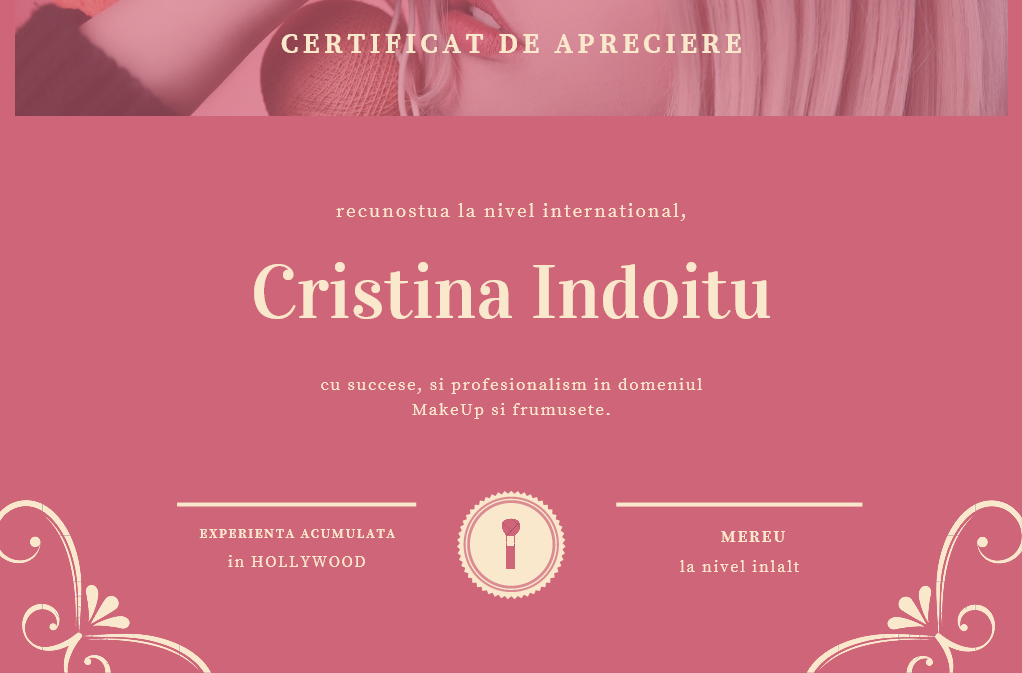 CERTIFICAT DE APRECIERE
recunostua la nivel international,
Cristina Indoitu
cu succese, si profesionalism in domeniul
MakeUp si frumusete.
EXPERIENTA ACUMULATA
in HOLLYWOOD
MEREU
la nivel inlalt